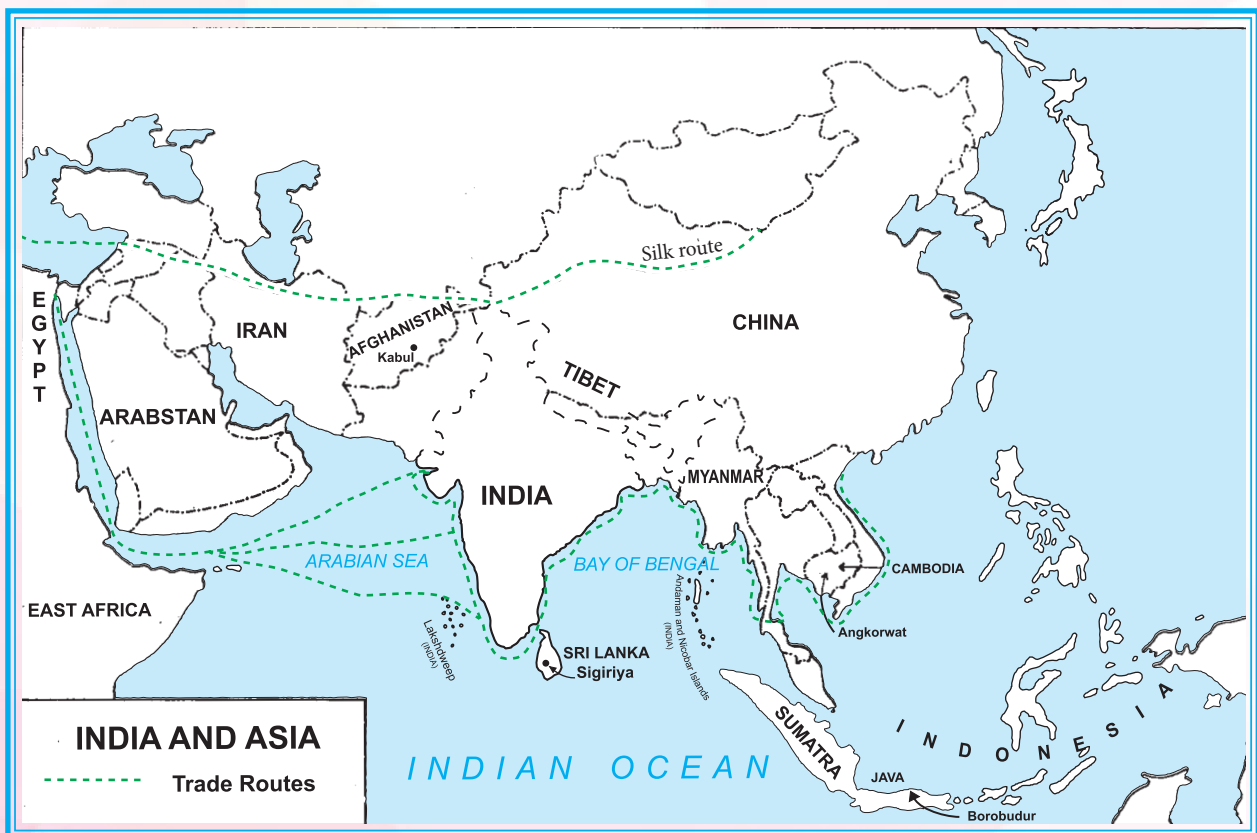 Silk route
EGYPT
IRAN
AFGHANISTAN
Kabul
CHINA
TIBET
ARABSTAN
INDIA
MYANMAR
ARABIAN SEA
BAY OF BENGAL
CAMBODIA
EAST AFRICA
Lakshdweep
(INDIA)
Andaman and Nicobar Islands
(INDIA)
Angkorwat
SRI LANKA
Sigiriya
SUMATRA
INDONESIA
INDIA AND ASIA
Trade Routes
INDIAN OCEAN
JAVA
Borobudur